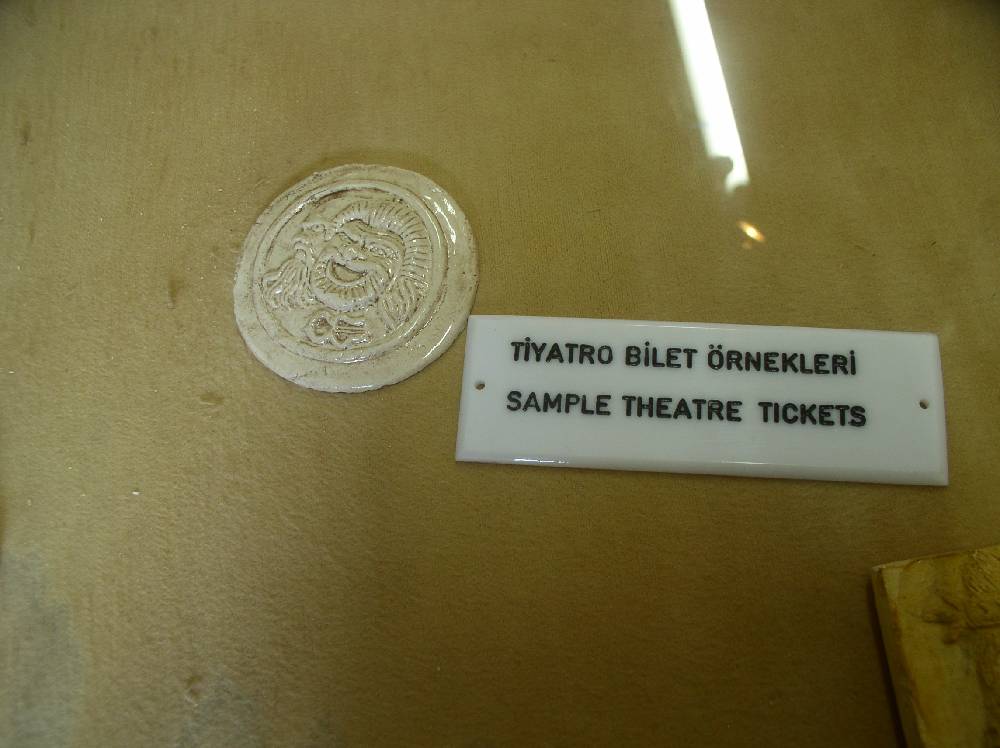 TİYATRO BİLET ÖRNEKLERİ
SAMPLE THEATRE TICKETS